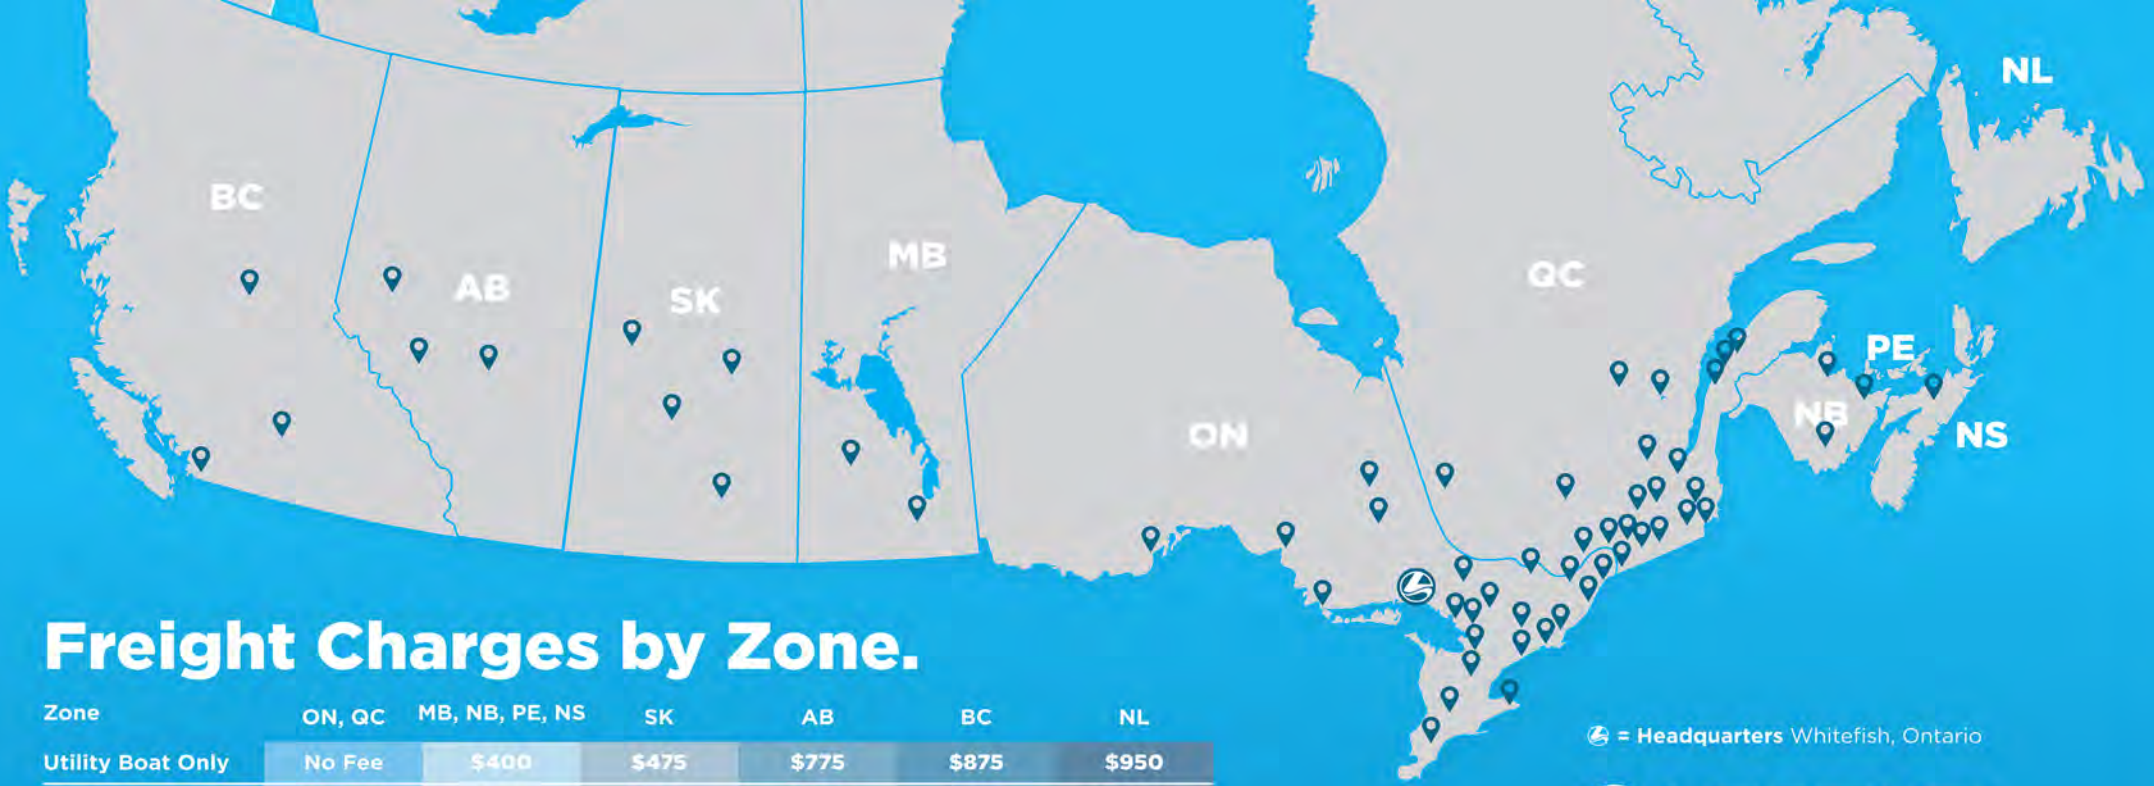 NL
BC
MB
QC
AB
SK
PE
NB
ON
NS
Freight Charges by Zone.
Zone ON, QC MB, NB, PE, NS SK AB BC NL
Utility Boat Only No Fee $400 $475 $775 $875 $950
= Headquarters Whitefish, Ontario